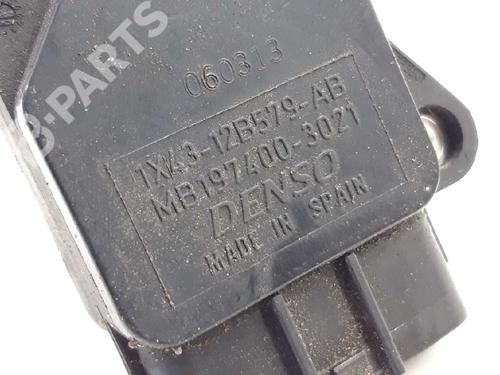 B-PARTS
060313
1X43-12B579-AB
MB197400-3021
DENSO
MADE IN SPAIN